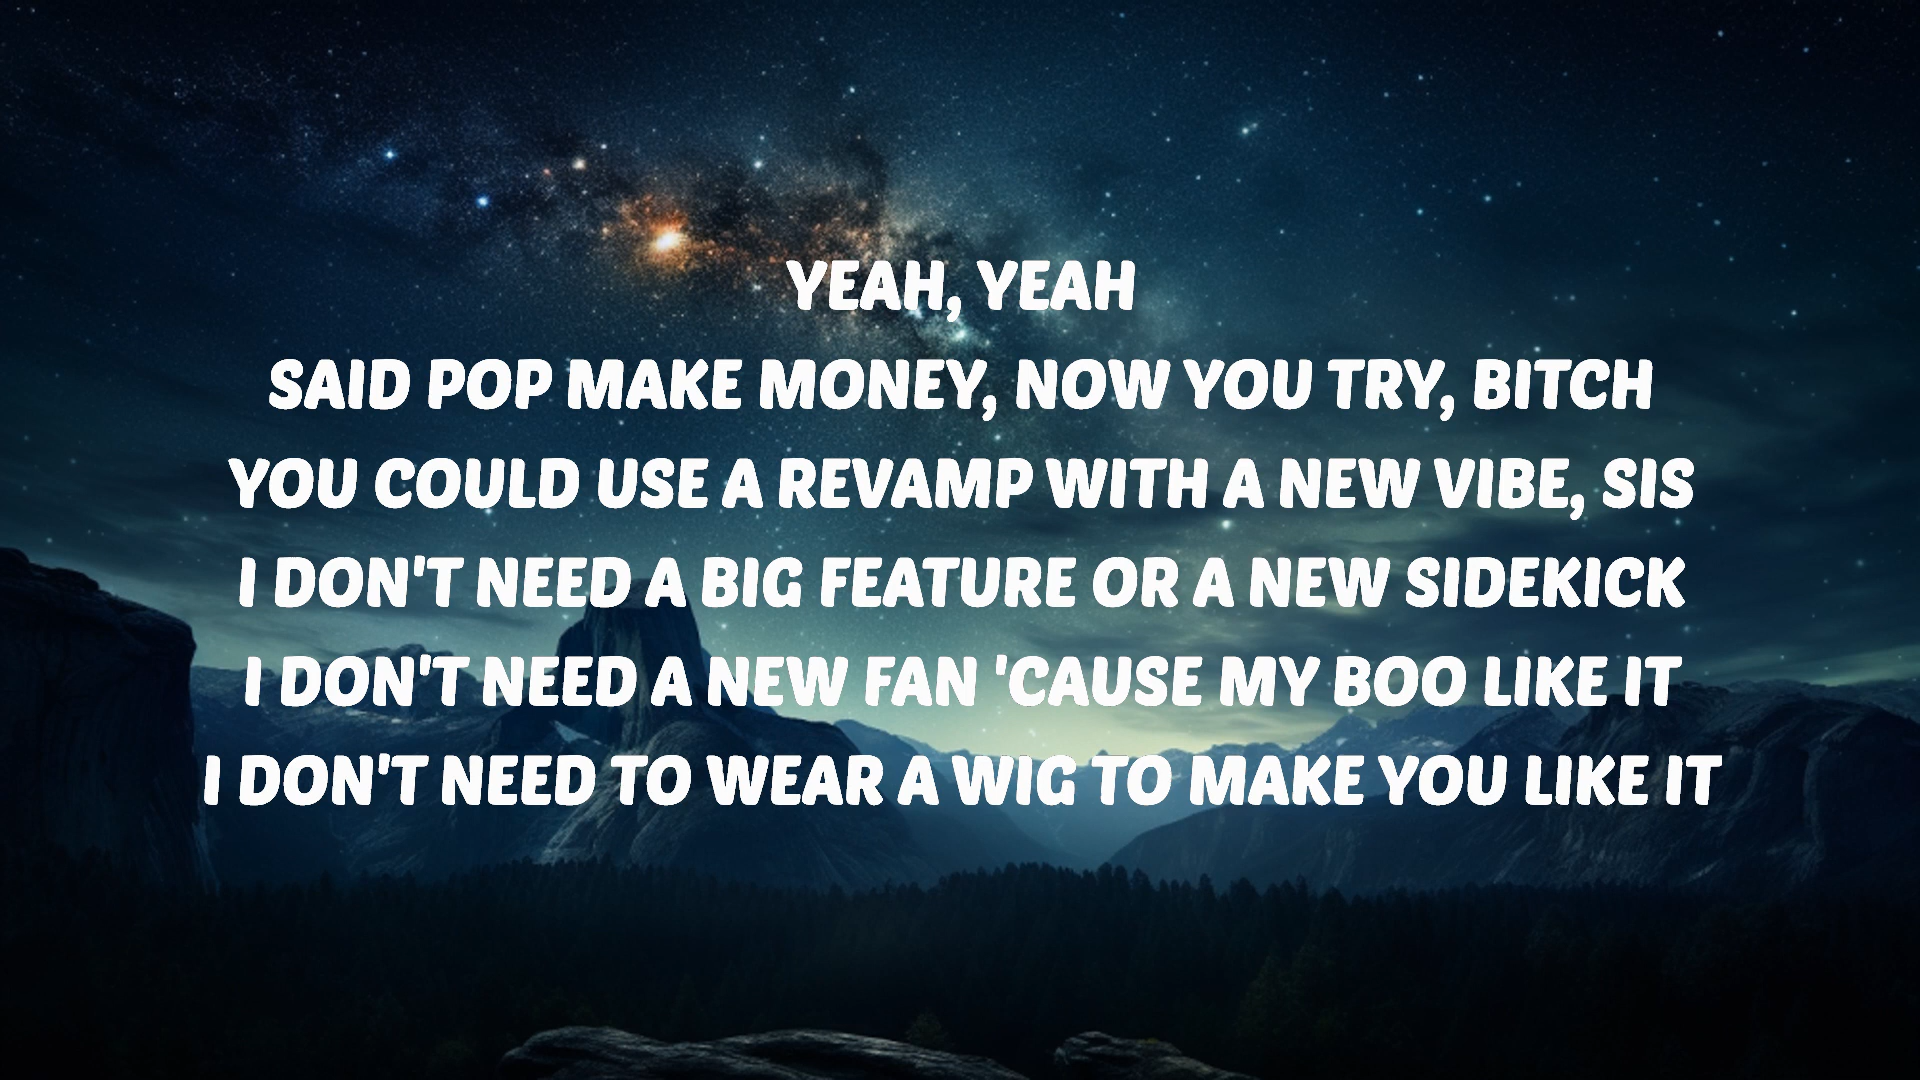 YEAH, YEAH
SAID POP MAKE MONEY, NOW YOU TRY, BITCH
YOU COULD USE A REVAMP WITH A NEW VIBE, SIS
I DON'T NEED A BIG FEATURE OR A NEW SIDEKICK
I DON'T NEED A NEW FAN 'CAUSE MY BOO LIKE IT
I DON'T NEED TO WEAR A WIG TO MAKE YOU LIKE IT